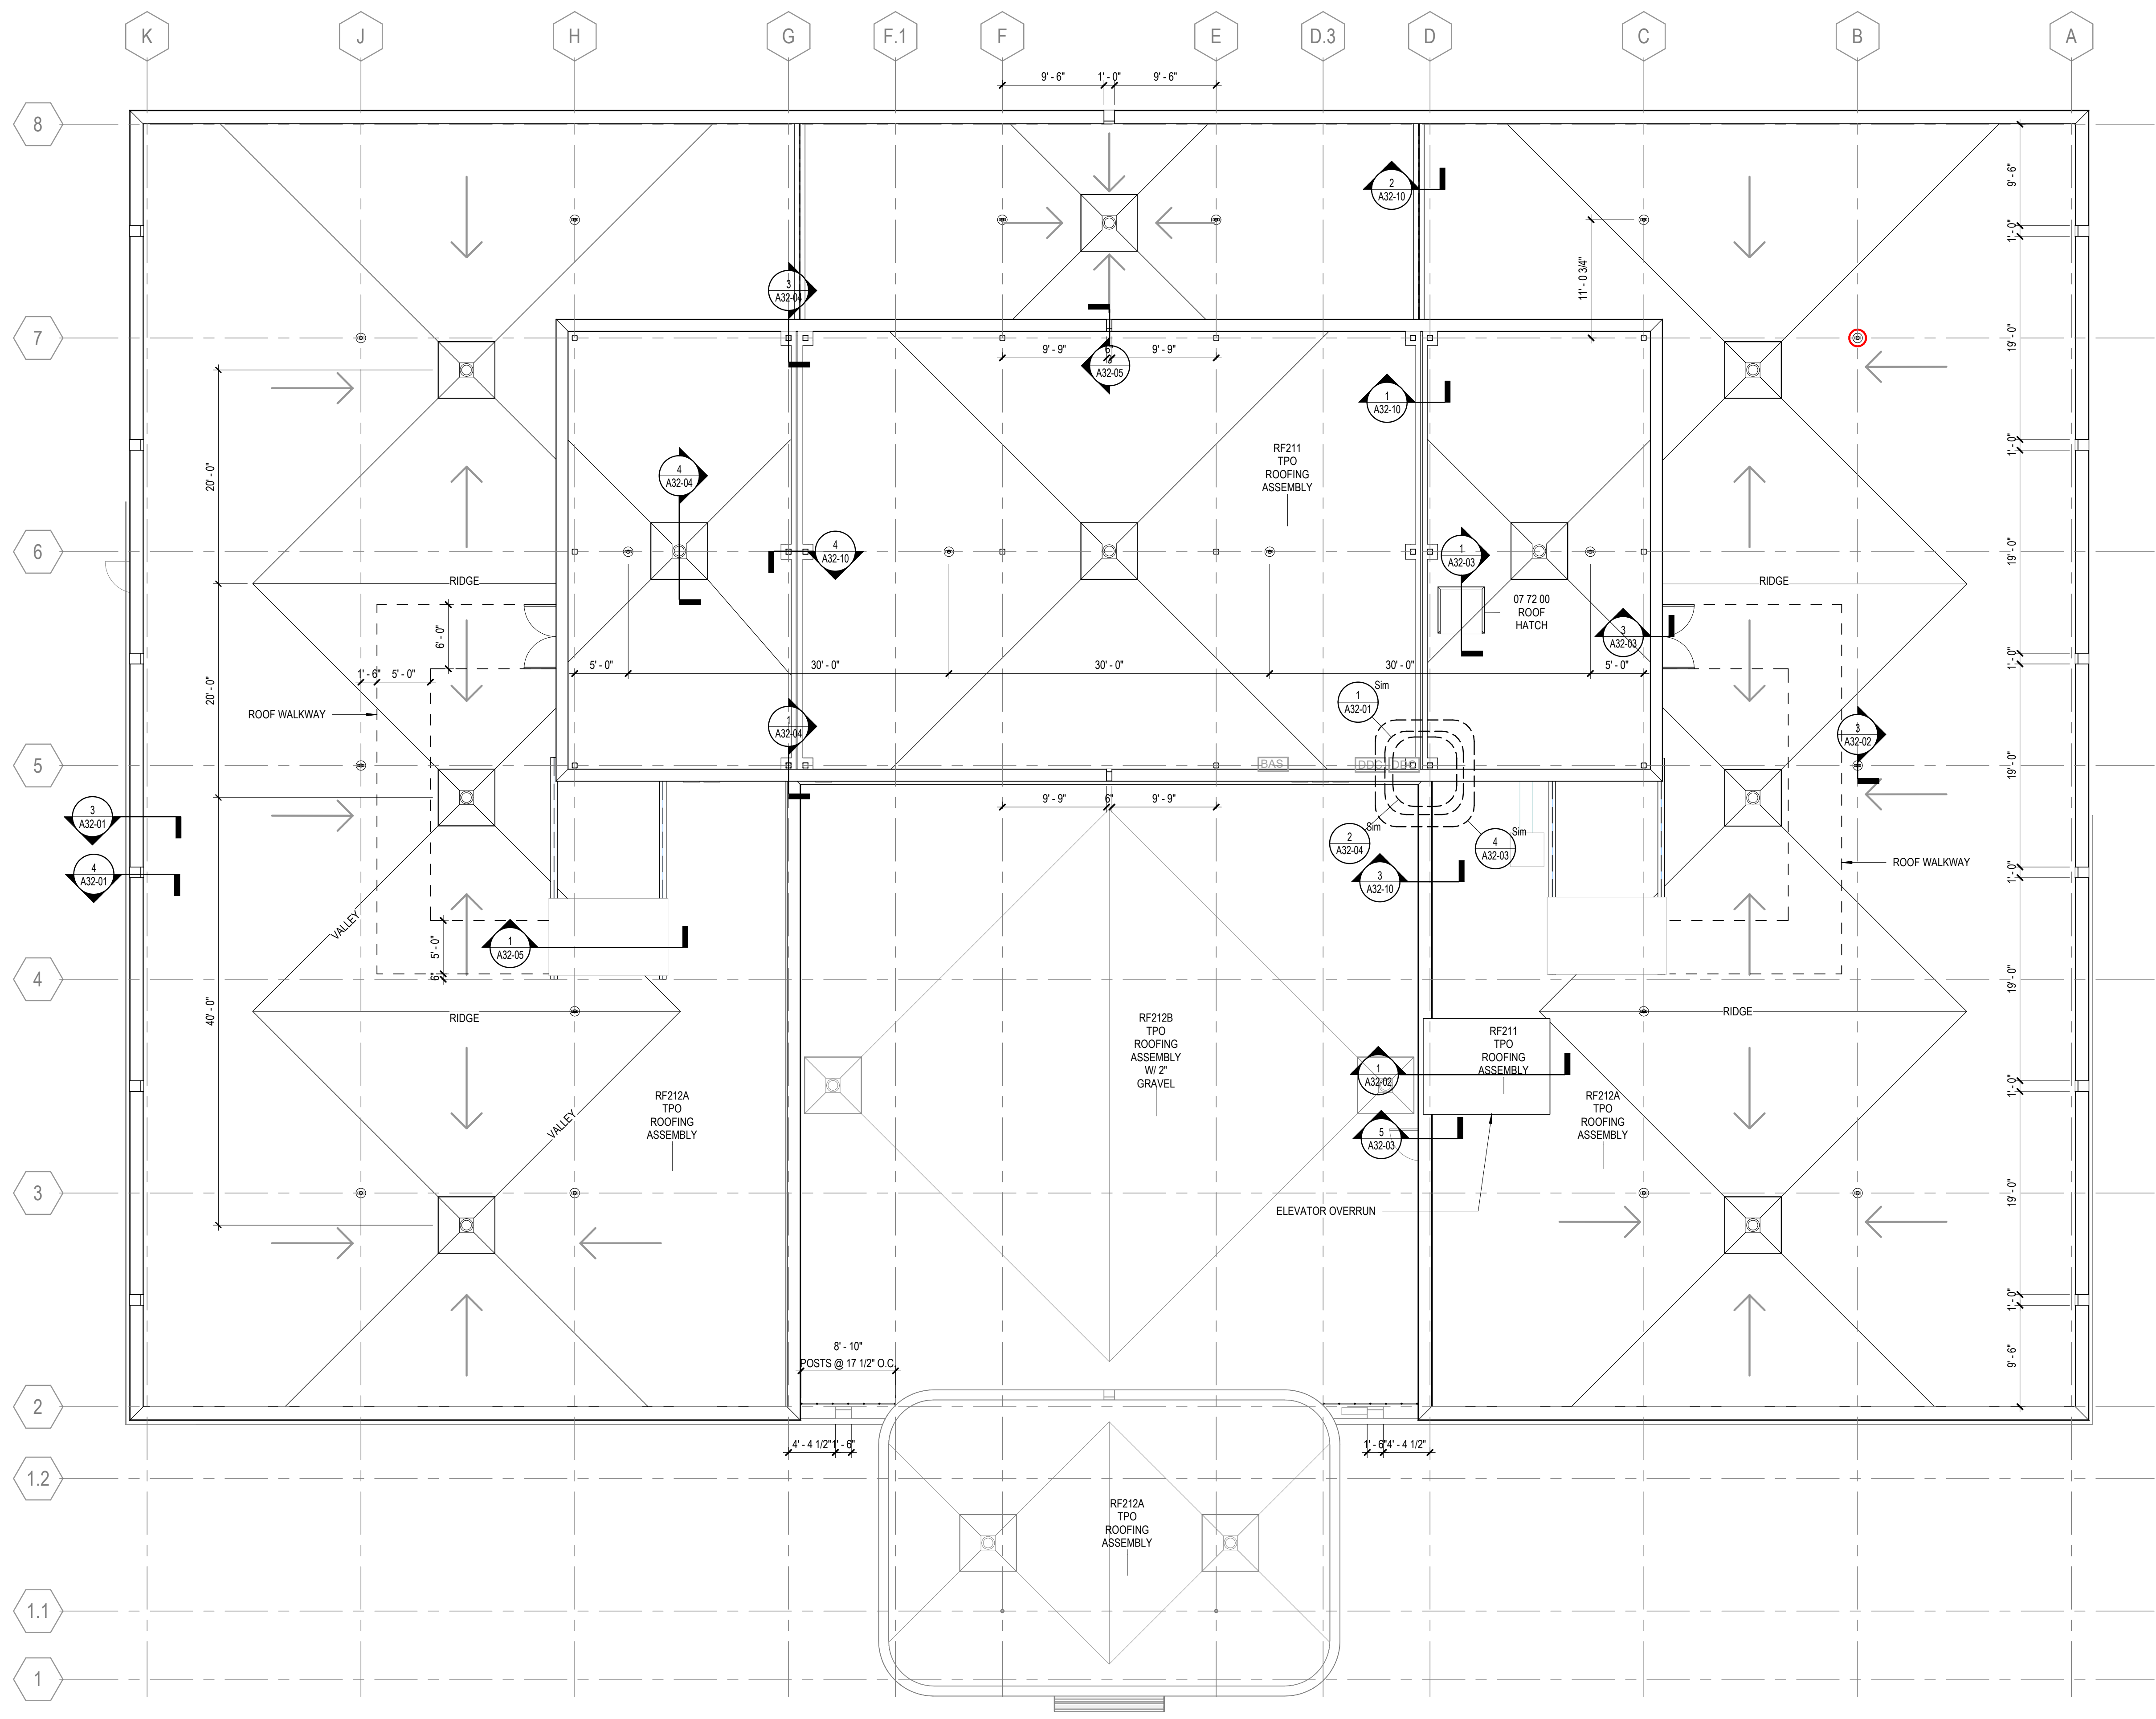 K J H G F.1 F E D.3 D C B A
9' - 6" 1' - 0" 9' - 6"
8
9' - 6"
2
A32-10
1' - 0"
11' - 0 3/4"
3
A32-04
7
19' - 0"
9' - 9" 6" 9' - 9"
A32-05
1
A32-10
1' - 0"
RF211
TPO
ROOFING
ASSEMBLY
4
A32-04
20' - 0"
6
4
A32-10
1
A32-03
19' - 0"
RIDGE
RIDGE
07 72 00
ROOF
HATCH
6' - 0"
3
A32-03
1' - 0"
1' - 6" 5' - 0"
5' - 0" 30' - 0" 30' - 0" 30' - 0" 5' - 0"
20' - 0"
Sim
1
A32-01
ROOF WALKWAY
1
A32-04
3
A32-02
5
BAS DDC DDC
19' - 0"
9' - 9" 6" 9' - 9"
3
A32-01
Sim
2
A32-04
Sim
4
A32-03
ROOF WALKWAY
4
A32-01
3
A32-10
1' - 0"
VALLEY
5' - 0"
1
A32-05
6"
4
19' - 0"
40' - 0"
RIDGE
RIDGE
RF212B
TPO
ROOFING
ASSEMBLY
W/ 2"
GRAVEL
RF211
TPO
ROOFING
ASSEMBLY
1
A32-02
1' - 0"
RF212A
TPO
ROOFING
ASSEMBLY
RF212A
TPO
ROOFING
ASSEMBLY
VALLEY
5
A32-03
3
19' - 0"
ELEVATOR OVERRUN
1' - 0"
8' - 10"
POSTS @ 17 1/2" O.C.
9' - 6"
2
4' - 4 1/2" 1' - 6"
1' - 6" 4' - 4 1/2"
1.2
RF212A
TPO
ROOFING
ASSEMBLY
1.1
1